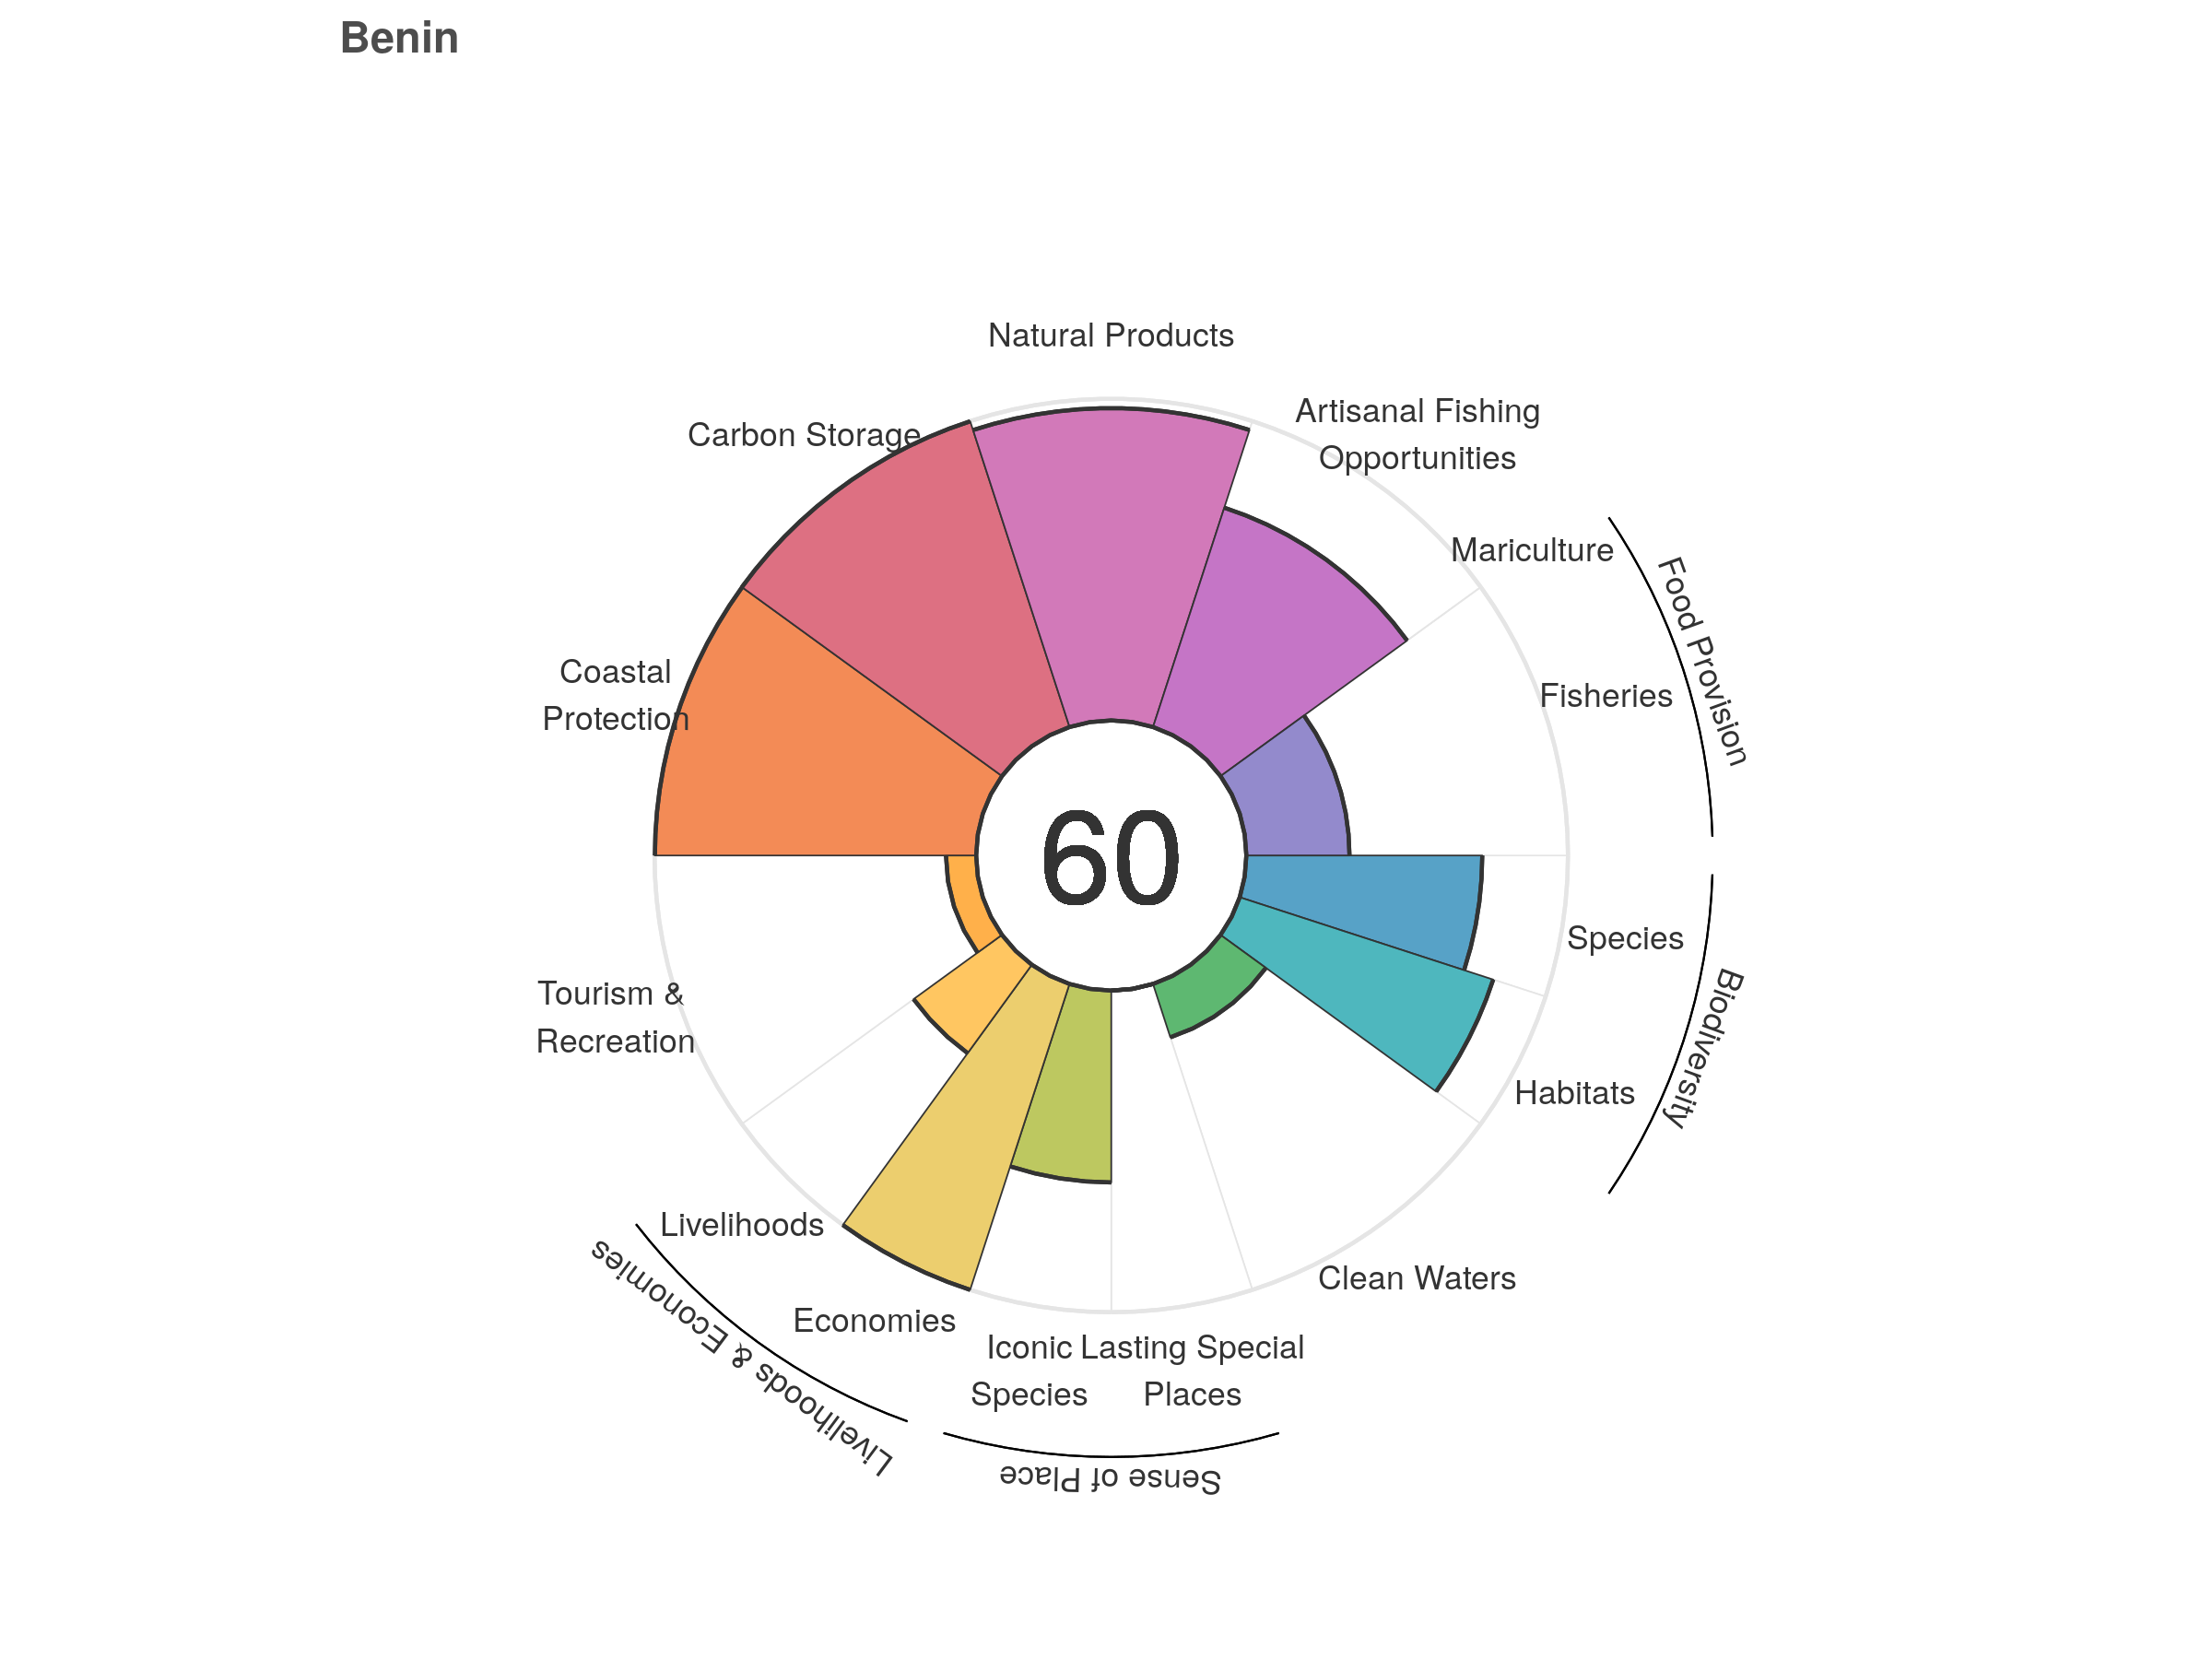 Benin
Natural Products
Artisanal Fishing
Opportunities
Carbon Storage
Mariculture
Food Provision
Fisheries
Coastal
Protection
60
Species
Biodiversity
Habitats
Tourism &
Recreation
Livelihoods
Clean Waters
Economies
Livelihoods & Economies
Iconic
Species
Lasting Special
Places
Sense of Place